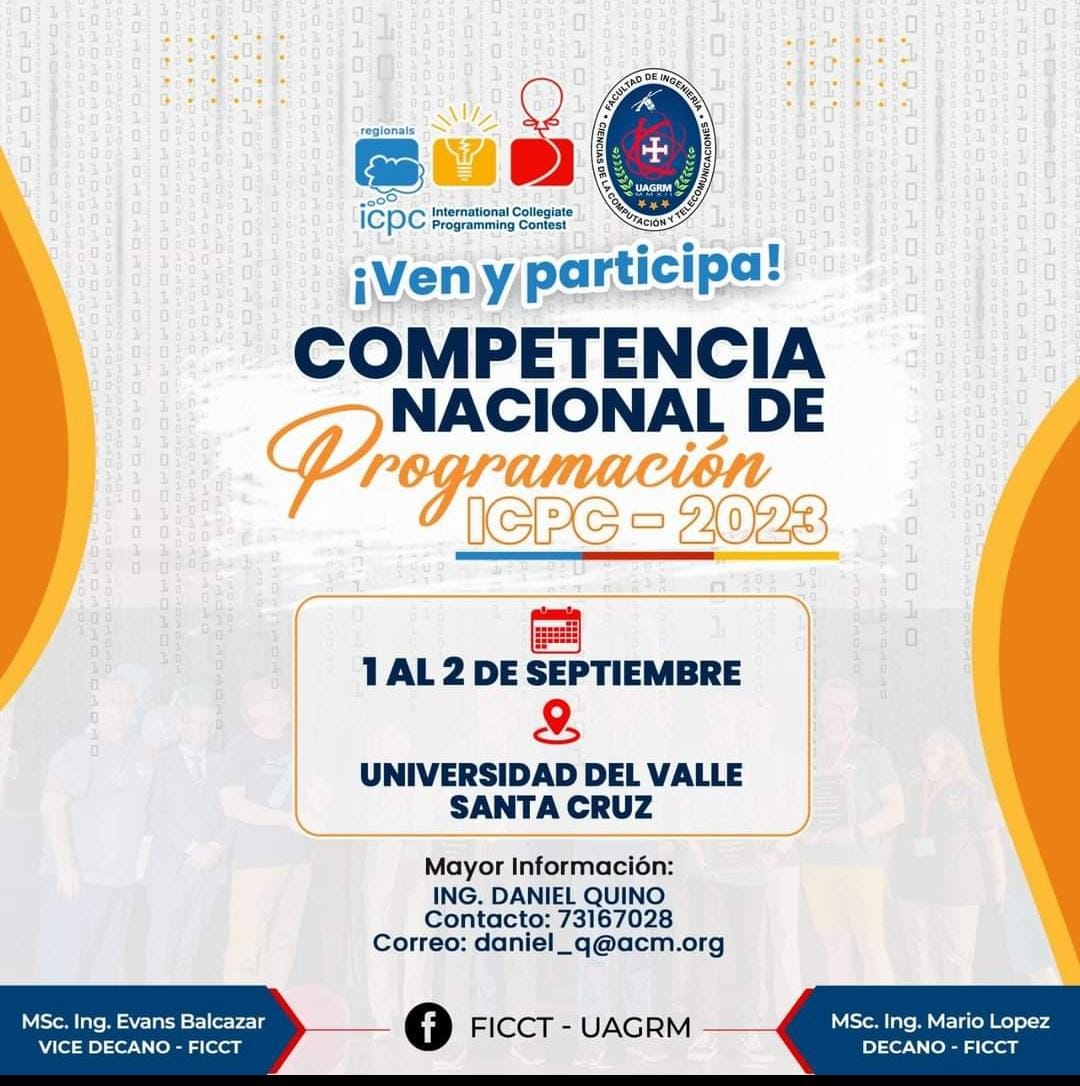 regionals
icpc International Collegiate
Programming Contest
FACULTAD DE INGENIERIA • CIENCIAS DE LA COMPUTACIÓN Y TELECOMUNICACIONES •
UAGRM
MMXII
¡Ven y participa!
COMPETENCIA
NACIONAL DE
Programación
ICPC - 2023
1 AL 2 DE SEPTIEMBRE
UNIVERSIDAD DEL VALLE
SANTA CRUZ
Mayor Información:
ING. DANIEL QUINO
Contacto: 73167028
Correo: daniel_q@acm.org
MSc. Ing. Evans Balcazar
VICE DECANO - FICCT
FICCT - UAGRM
MSc. Ing. Mario Lopez
DECANO - FICCT